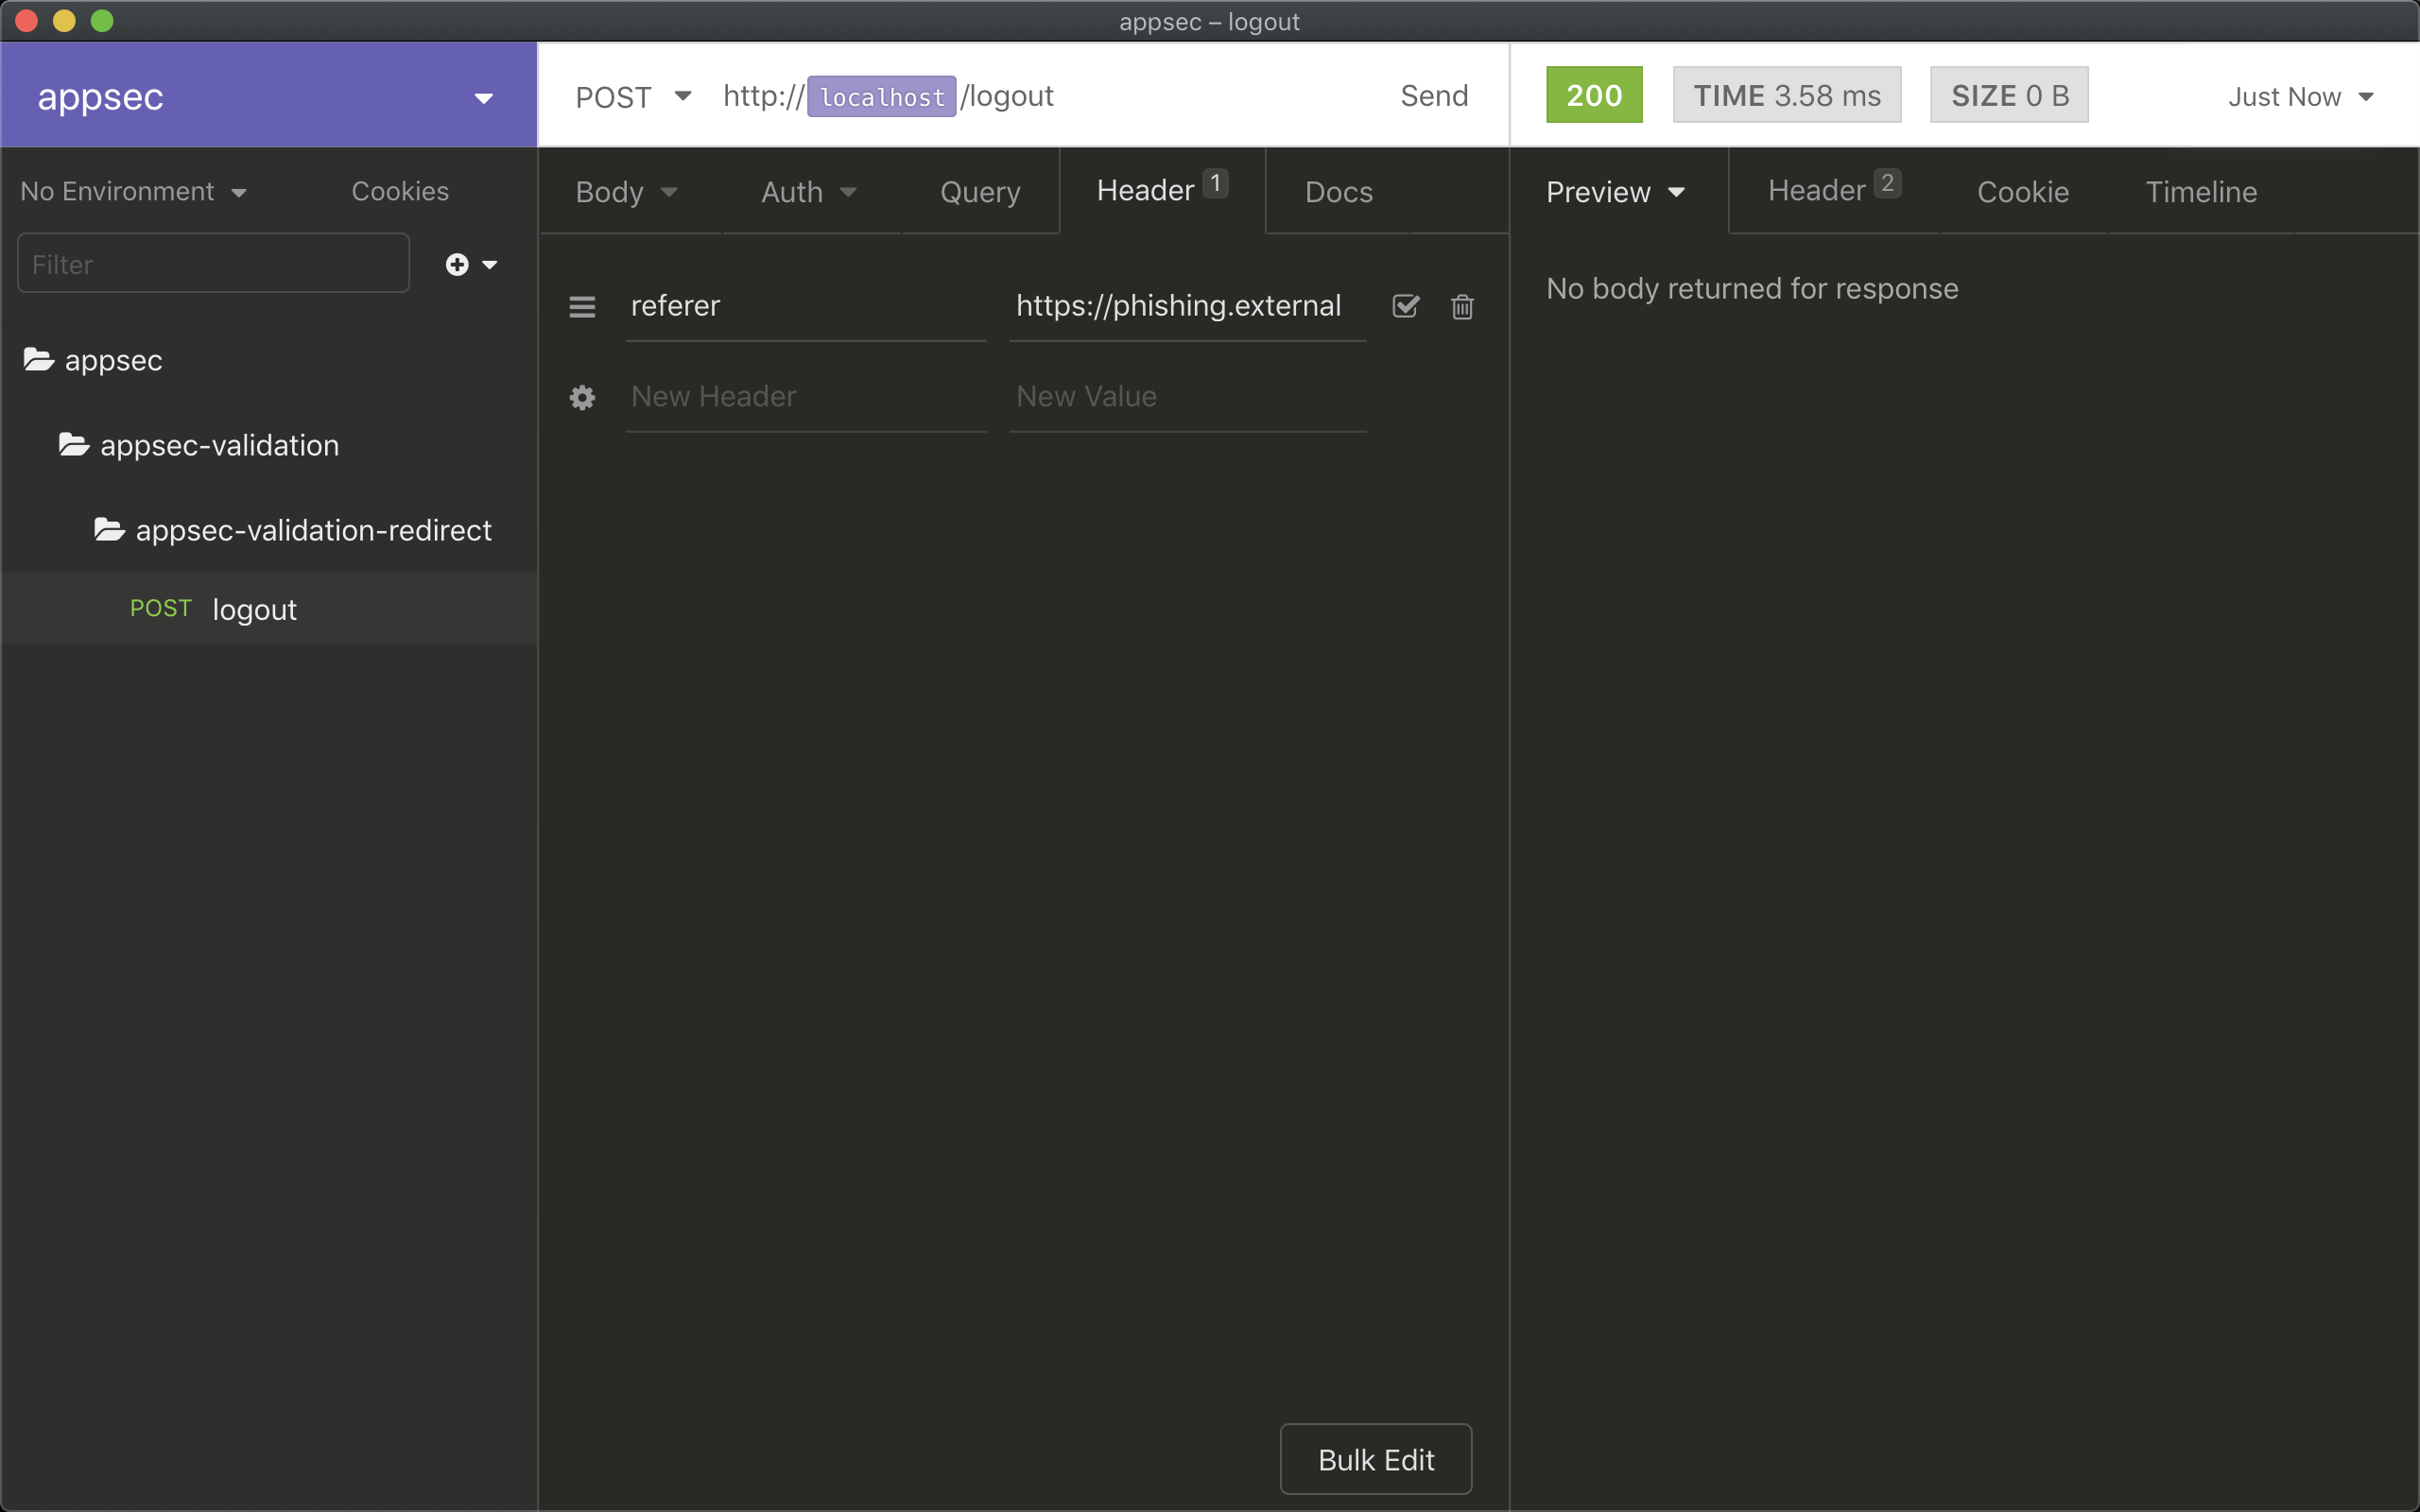 appsec – logout
appsec
POST http://localhost/logout Send
200 TIME 3.58 ms SIZE 0 B Just Now
No Environment Cookies
Body Auth Query Header 1 Docs
Preview Header 2 Cookie Timeline
Filter
referer https://phishing.external
No body returned for response
New Header New Value
appsec
appsec-validation
appsec-validation-redirect
POST logout
Bulk Edit